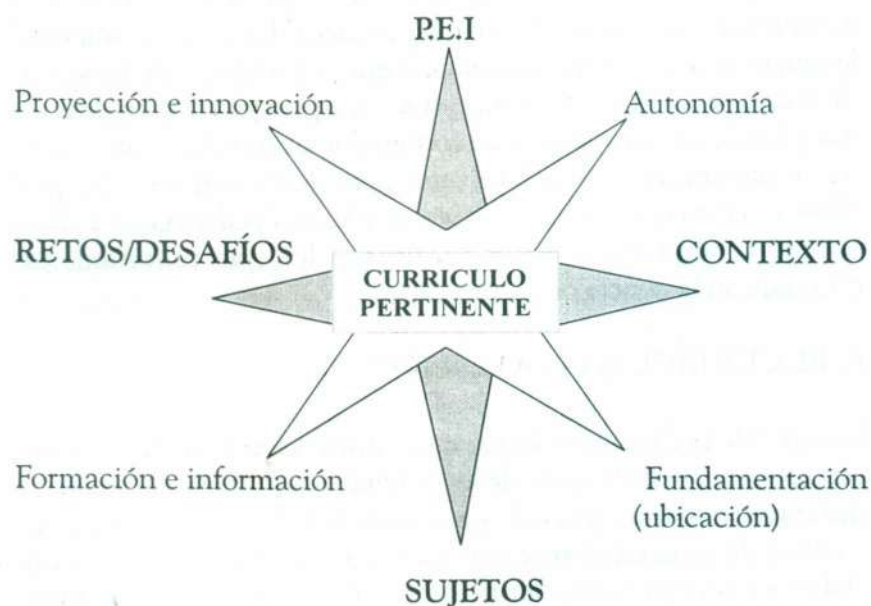 P.E.I
Proyección e innovación
Autonomía
RETOS/DESAFÍOS
CONTEXTO
CURRICULO
PERTINENTE
Formación e información
Fundamentación
(ubicación)
SUJETOS